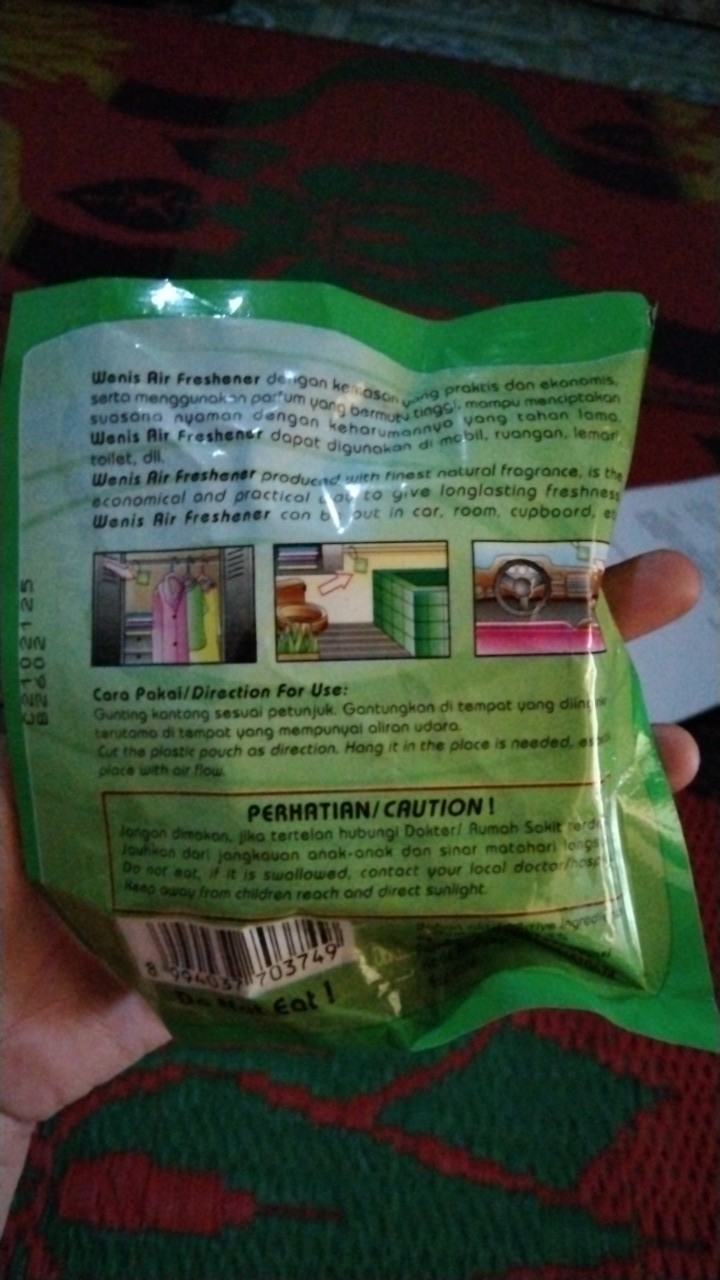 Wenis Air Freshener dengan kemasan yang praktis dan ekonomis,
serta menggunakan parfum yang bermutu tinggi, mampu menciptakan
suasana nyaman dengan keharumannya yang tahan lama.
Wenis Air Freshener dapat digunakan di mobil, ruangan, lemari,
toilet, dll.
Wenis Air Freshener produced with finest natural fragrance, is the
economical and practical way to give longlasting freshness
Wenis Air Freshener can be put in car, room, cupboard,
Cara Pakai/Direction For Use:
Gunting kantong sesuai petunjuk. Gantungkan di tempat yang
terutama di tempat yang mempunyai aliran udara.
Cut the plastic pouch as direction. Hang it in the place is needed,
place with air flow.
PERHATIAN/CAUTION!
Jangan dimakan, jika tertelan hubungi Dokter/ Rumah Sakit
Jauhkan dari jangkauan anak-anak dan sinar matahari
Do not eat, if it is swallowed, contact your local doctor/
Keep away from children reach and direct sunlight.
8 994037 703749
Do Not Eat !